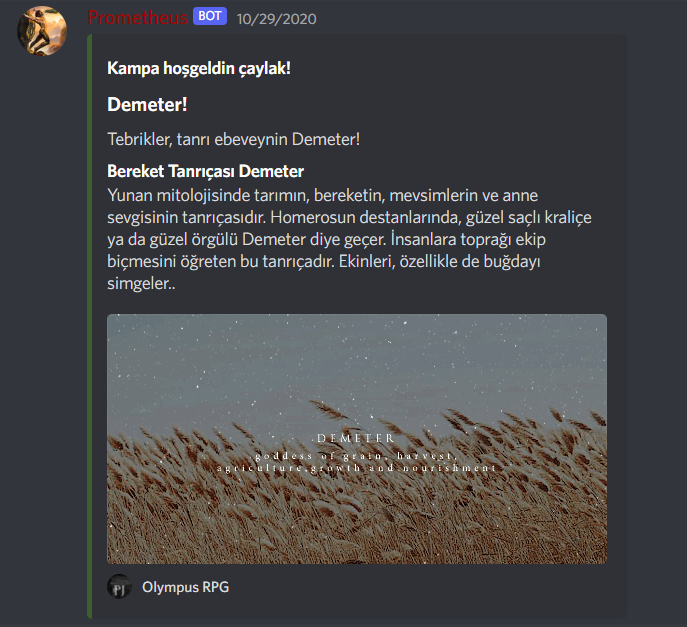 Prometheus BOT 10/29/2020
Kampa hoşgeldin çaylak!
Demeter!
Tebrikler, tanrı ebeveynin Demeter!
Bereket Tanrıçası Demeter
Yunan mitolojisinde tarımın, bereketin, mevsimlerin ve anne
sevgisinin tanrıçasıdır. Homerosun destanlarında, güzel saçlı kraliçe
ya da güzel örgülü Demeter diye geçer. İnsanlara toprağı ekip
biçmesini öğreten bu tanrıçadır. Ekinleri, özellikle de buğdayı
simgeler..
DEMETER
goddess of grain, harvest,
agriculture,growth and nourishment
PJ Olympus RPG